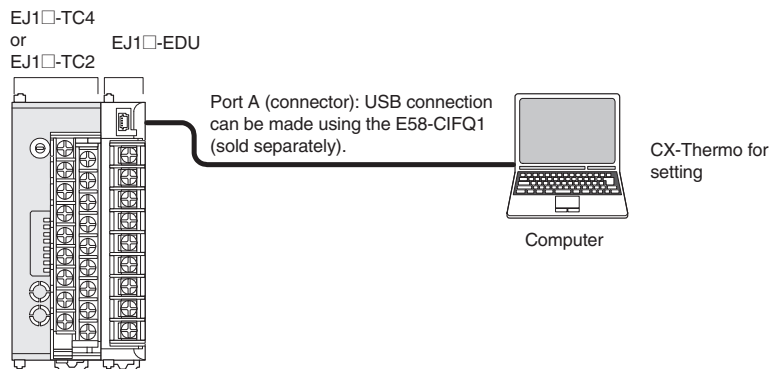 EJ1□-TC4
or
EJ1□-TC2
EJ1□-EDU
Port A (connector): USB connection
can be made using the E58-CIFQ1
(sold separately).
CX-Thermo for
setting
Computer